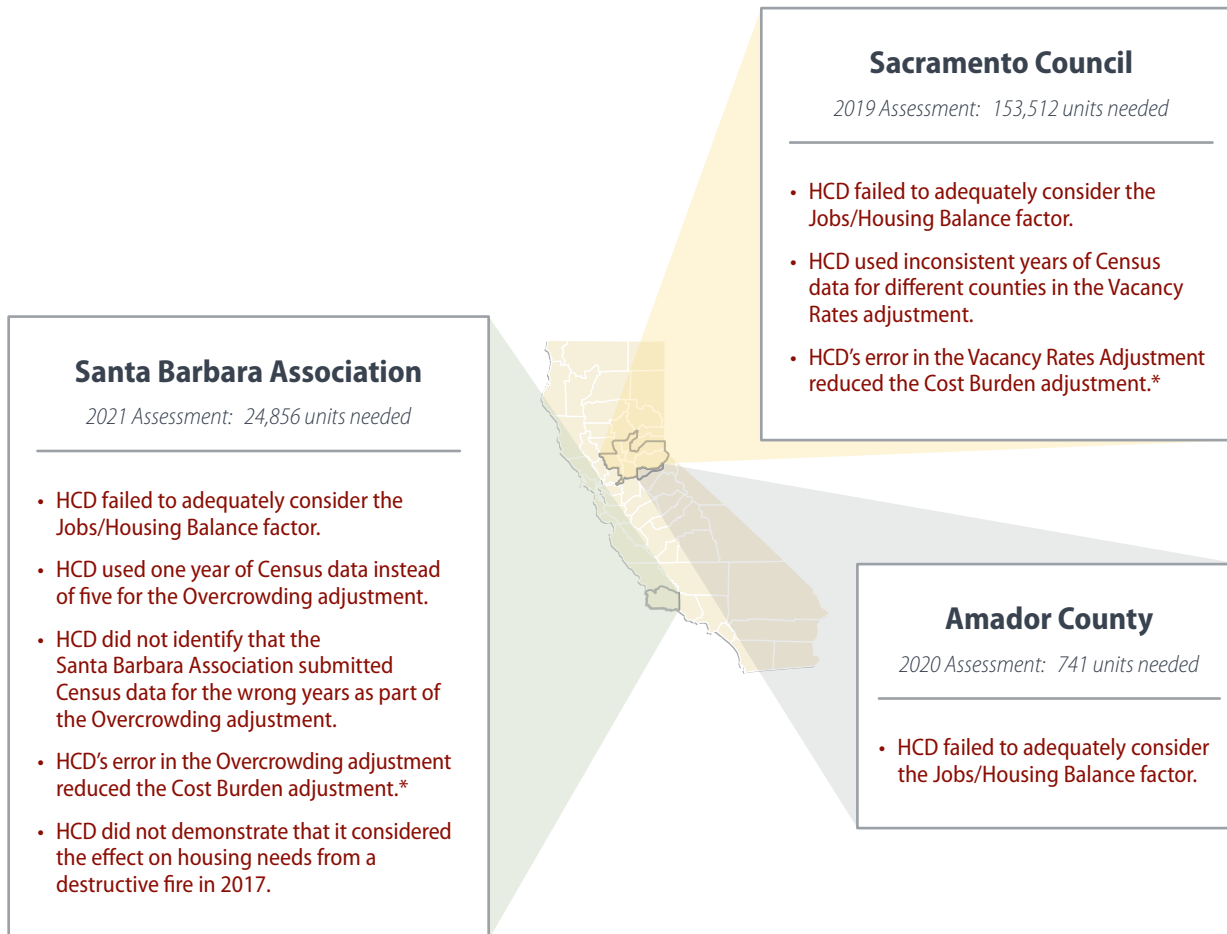 Sacramento Council
2019 Assessment: 153,512 units needed
• HCD failed to adequately consider the
Jobs/Housing Balance factor.
• HCD used inconsistent years of Census
data for different counties in the Vacancy
Rates adjustment.
• HCD's error in the Vacancy Rates Adjustment
reduced the Cost Burden adjustment.*
Santa Barbara Association
2021 Assessment: 24,856 units needed
• HCD failed to adequately consider the
Jobs/Housing Balance factor.
• HCD used one year of Census data instead
of five for the Overcrowding adjustment.
• HCD did not identify that the
Santa Barbara Association submitted
Census data for the wrong years as part of
the Overcrowding adjustment.
• HCD's error in the Overcrowding adjustment
reduced the Cost Burden adjustment.*
• HCD did not demonstrate that it considered
the effect on housing needs from a
destructive fire in 2017.
Amador County
2020 Assessment: 741 units needed
• HCD failed to adequately consider
the Jobs/Housing Balance factor.